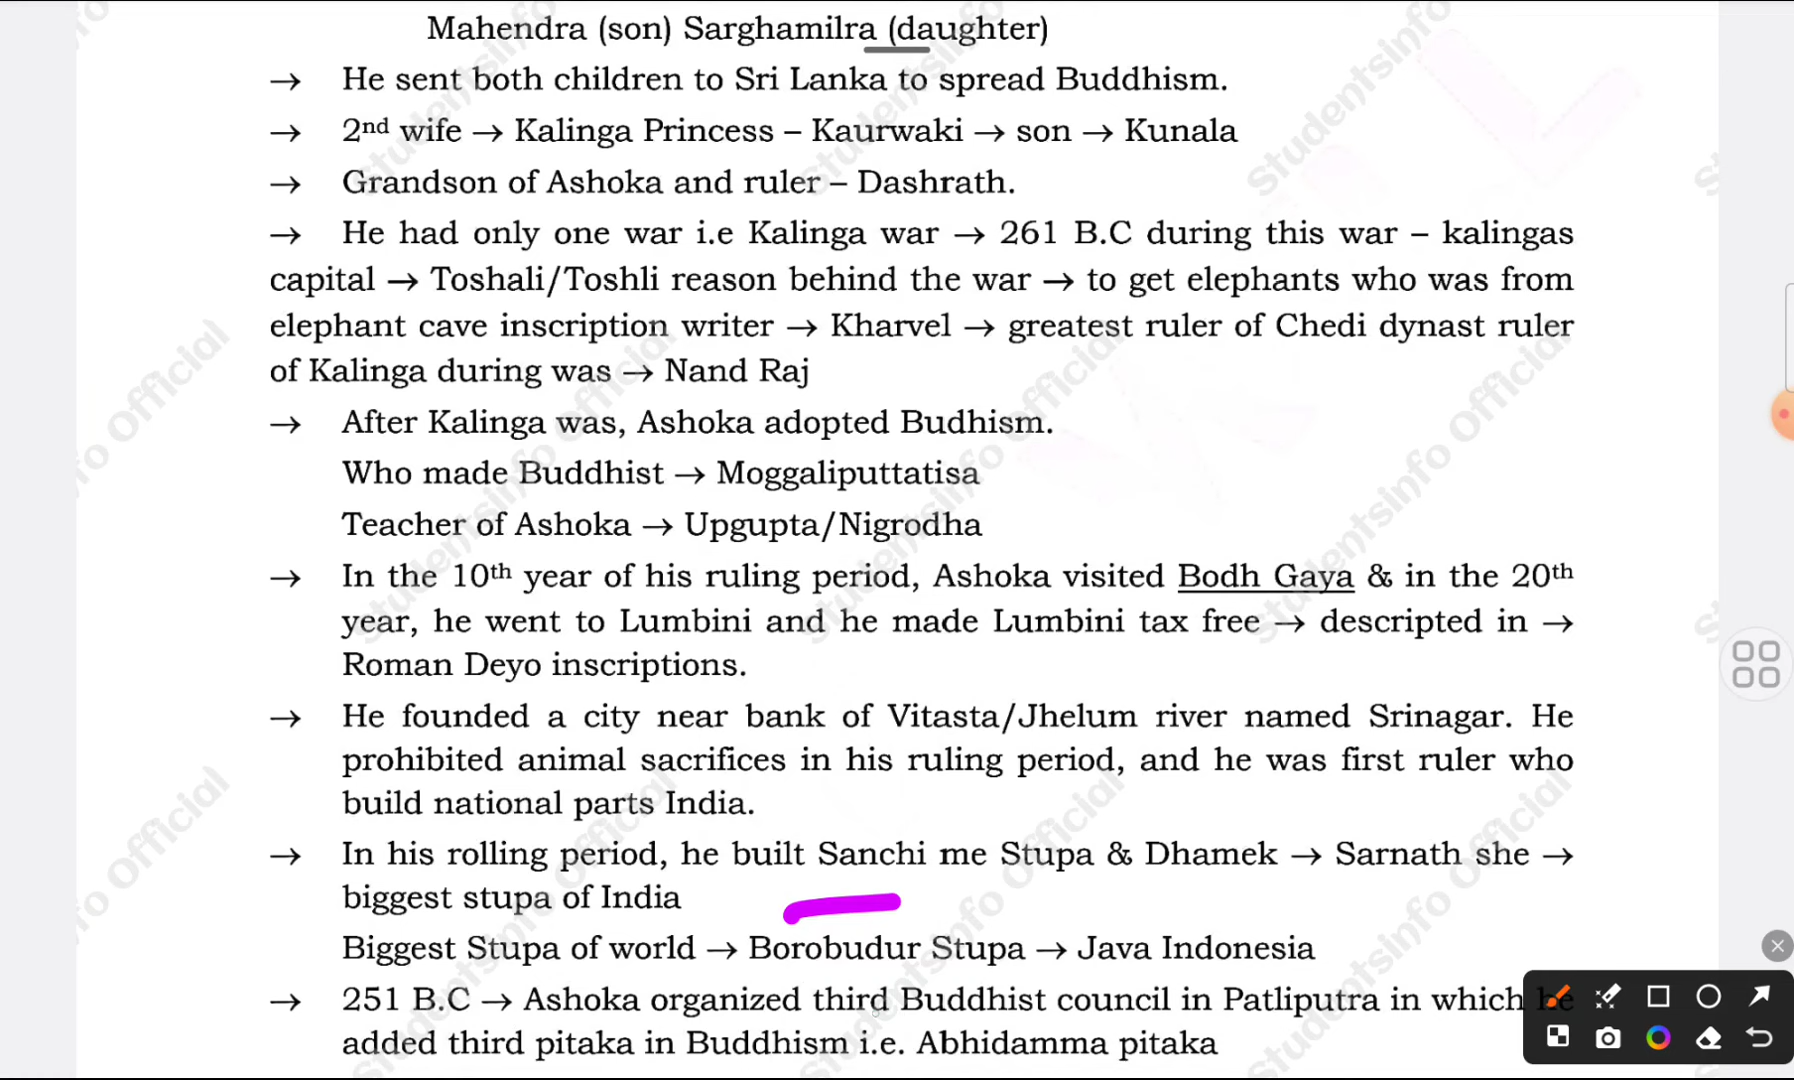 Mahendra (son) Sarghamilra (daughter)
→ He sent both children to Sri Lanka to spread Buddhism.
→ 2nd wife → Kalinga Princess – Kaurwaki → son → Kunala
→ Grandson of Ashoka and ruler – Dashrath.
→ He had only one war i.e Kalinga war → 261 B.C during this war – kalingas
capital → Toshali/Toshli reason behind the war → to get elephants who was from
elephant cave inscription writer → Kharvel → greatest ruler of Chedi dynast ruler
of Kalinga during was → Nand Raj
→ After Kalinga was, Ashoka adopted Budhism.
Who made Buddhist → Moggaliputtatisa
Teacher of Ashoka → Upgupta/Nigrodha
→ In the 10th year of his ruling period, Ashoka visited Bodh Gaya & in the 20th
year, he went to Lumbini and he made Lumbini tax free → descripted in →
Roman Deyo inscriptions.
→ He founded a city near bank of Vitasta/Jhelum river named Srinagar. He
prohibited animal sacrifices in his ruling period, and he was first ruler who
build national parts India.
→ In his rolling period, he built Sanchi me Stupa & Dhamek → Sarnath she →
biggest stupa of India
Biggest Stupa of world → Borobudur Stupa → Java Indonesia
→ 251 B.C → Ashoka organized third Buddhist council in Patliputra in which he
added third pitaka in Buddhism i.e. Abhidamma pitaka
Studentsinfo Official